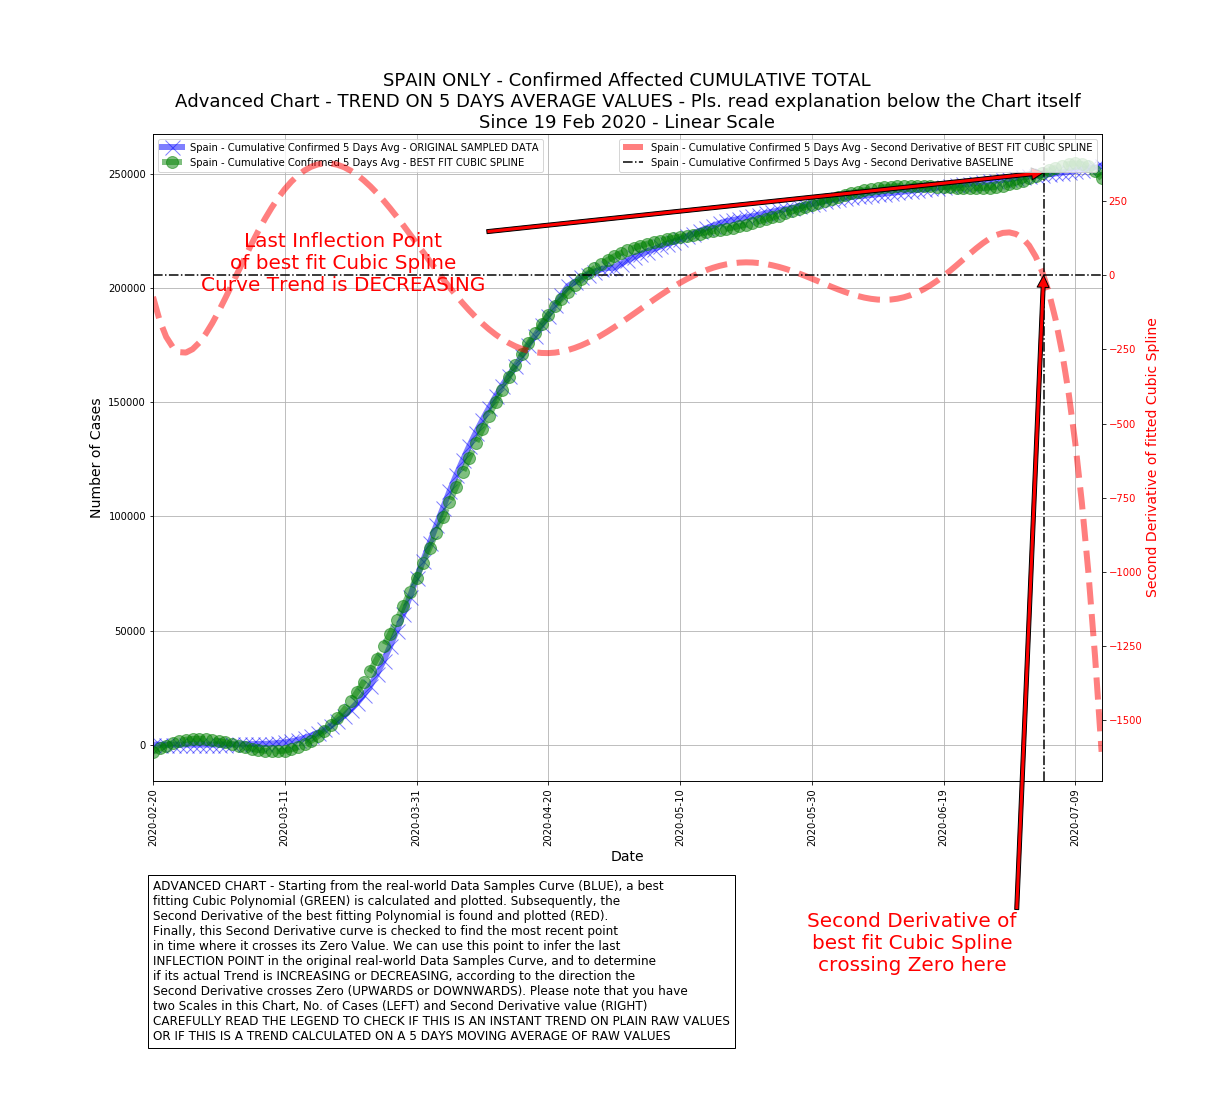 SPAIN ONLY - Confirmed Affected CUMULATIVE TOTAL
Advanced Chart - TREND ON 5 DAYS AVERAGE VALUES - Pls. read explanation below the Chart itself
Since 19 Feb 2020 - Linear Scale
Spain - Cumulative Confirmed 5 Days Avg - ORIGINAL SAMPLED DATA
Spain - Cumulative Confirmed 5 Days Avg - BEST FIT CUBIC SPLINE
Spain - Cumulative Confirmed 5 Days Avg - Second Derivative of BEST FIT CUBIC SPLINE
Spain - Cumulative Confirmed 5 Days Avg - Second Derivative BASELINE
Last Inflection Point
of best fit Cubic Spline
Curve Trend is DECREASING
Number of Cases
250000
200000
150000
100000
50000
0
250
0
−250
−500
−750
−1000
−1250
−1500
Second Derivative of fitted Cubic Spline
2020-02-20
2020-03-11
2020-03-31
2020-04-20
2020-05-10
2020-05-30
2020-06-19
2020-07-09
Date
ADVANCED CHART - Starting from the real-world Data Samples Curve (BLUE), a best
fitting Cubic Polynomial (GREEN) is calculated and plotted. Subsequently, the
Second Derivative of the best fitting Polynomial is found and plotted (RED).
Finally, this Second Derivative curve is checked to find the most recent point
in time where it crosses its Zero Value. We can use this point to infer the last
INFLECTION POINT in the original real-world Data Samples Curve, and to determine
if its actual Trend is INCREASING or DECREASING, according to the direction the
Second Derivative crosses Zero (UPWARDS or DOWNWARDS). Please note that you have
two Scales in this Chart, No. of Cases (LEFT) and Second Derivative value (RIGHT)
CAREFULLY READ THE LEGEND TO CHECK IF THIS IS AN INSTANT TREND ON PLAIN RAW VALUES
OR IF THIS IS A TREND CALCULATED ON A 5 DAYS MOVING AVERAGE OF RAW VALUES
Second Derivative of
best fit Cubic Spline
crossing Zero here